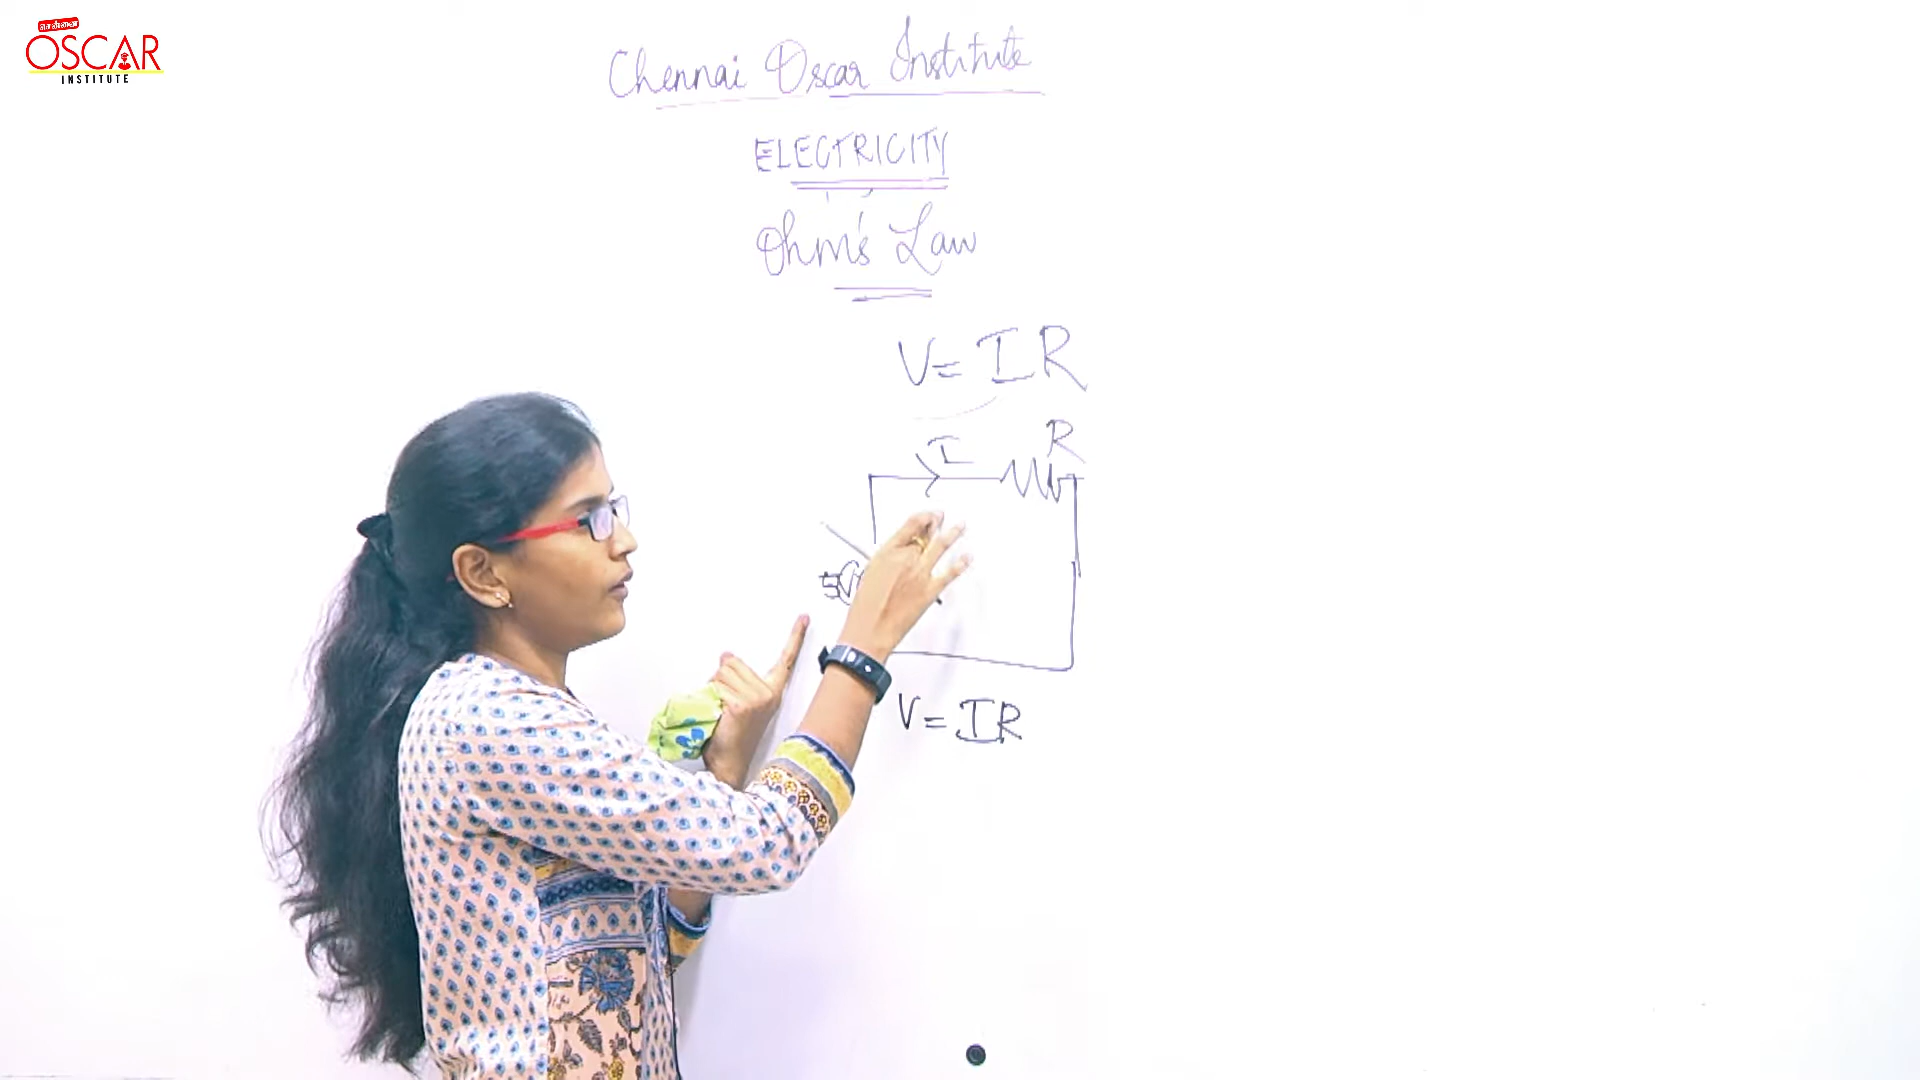 OSCAR
INSTITUTE
Chennai Oscar Institute
ELECTRICITY
Ohm's Law
V = IR
I
R
V = IR